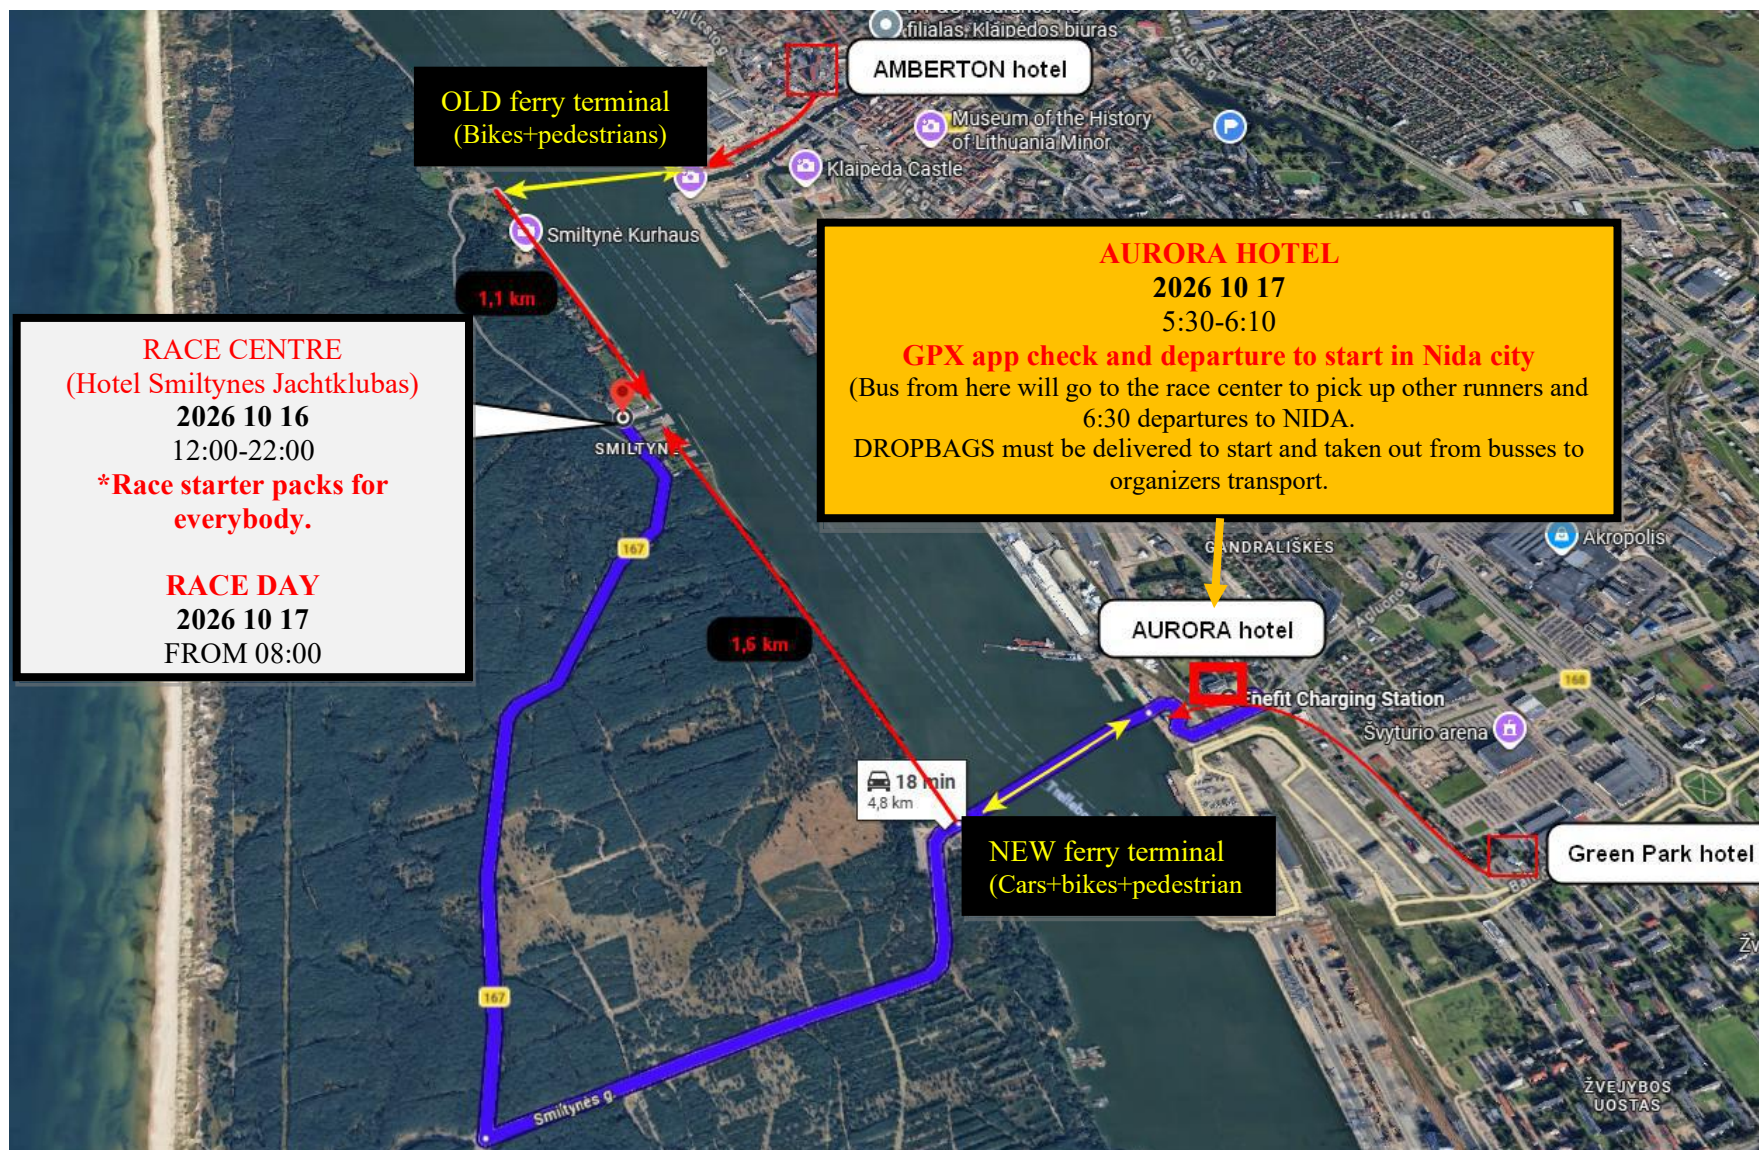 filialas, Klaipėdos biuras
AMBERTON hotel
OLD ferry terminal
(Bikes+pedestrians)
Museum of the History
of Lithuania Minor
Klaipėda Castle
Smiltynė Kurhaus
1,1 km
AURORA HOTEL
2026 10 17
5:30-6:10
GPX app check and departure to start in Nida city
(Bus from here will go to the race center to pick up other runners and
6:30 departures to NIDA.
DROPBAGS must be delivered to start and taken out from busses to
organizers transport.
RACE CENTRE
(Hotel Smiltynes Jachtklubas)
2026 10 16
12:00-22:00
*Race starter packs for
everybody.
RACE DAY
2026 10 17
FROM 08:00
SMILTYN
167
GANDRALIŠKĖS
Akropolis
AURORA hotel
1,6 km
168
Enefit Charging Station
Švyturio arena
18 min
4,8 km
NEW ferry terminal
(Cars+bikes+pedestrian
Green Park hotel
167
Smiltynės g.
ŽVEJYBOS
UOSTAS